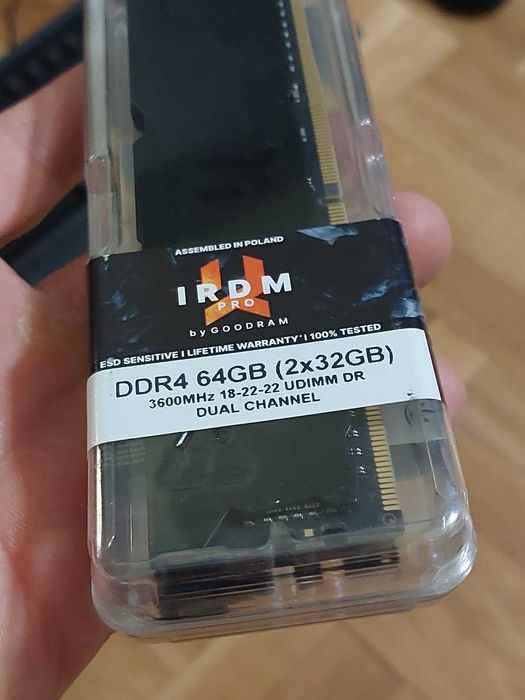 ASSEMBLED IN POLAND
IRDM
PRO
by GOODRAM
ESD SENSITIVE I LIFETIME WARRANTY* I 100% TESTED
DDR4 64GB (2x32GB)
3600MHz 18-22-22 UDIMM DR
DUAL CHANNEL